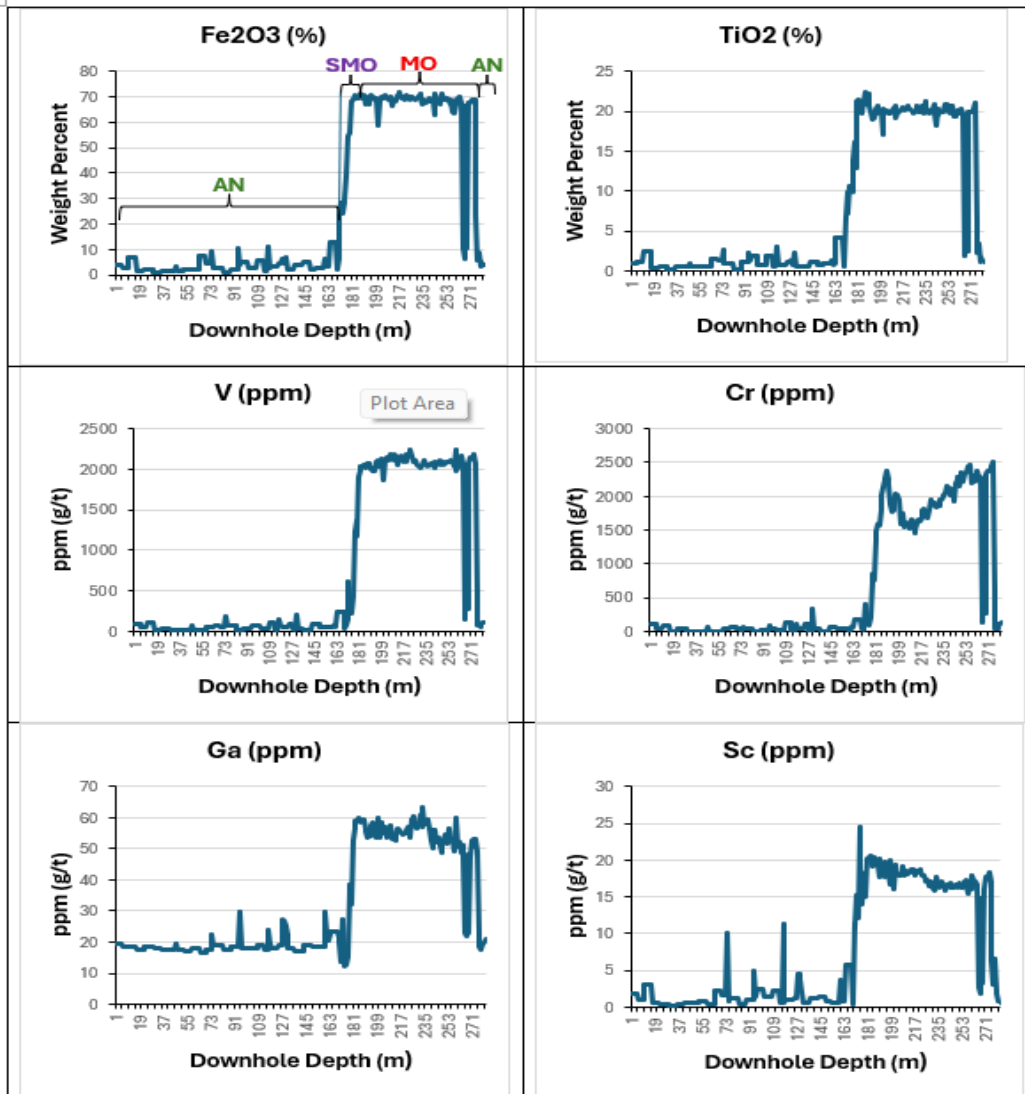 Fe2O3 (%)
SMO MO AN
AN
Weight Percent
80
70
60
50
40
30
20
10
0
1 19 37 55 73 91 109 127 145 163 181 199 217 235 253 271
Downhole Depth (m)
TiO2 (%)
Weight Percent
25
20
15
10
5
0
1 19 37 55 73 91 109 127 145 163 181 199 217 235 253 271
Downhole Depth (m)
V (ppm)
Plot Area
ppm (g/t)
2500
2000
1500
1000
500
0
1 19 37 55 73 91 109 127 145 163 181 199 217 235 253 271
Downhole Depth (m)
Cr (ppm)
ppm (g/t)
3000
2500
2000
1500
1000
500
0
1 19 37 55 73 91 109 127 145 163 181 199 217 235 253 271
Downhole Depth (m)
Ga (ppm)
ppm (g/t)
70
60
50
40
30
20
10
0
1 19 37 55 73 91 109 127 145 163 181 199 217 235 253 271
Downhole Depth (m)
Sc (ppm)
ppm (g/t)
30
25
20
15
10
5
0
1 19 37 55 73 91 109 127 145 163 181 199 217 235 253 271
Downhole Depth (m)